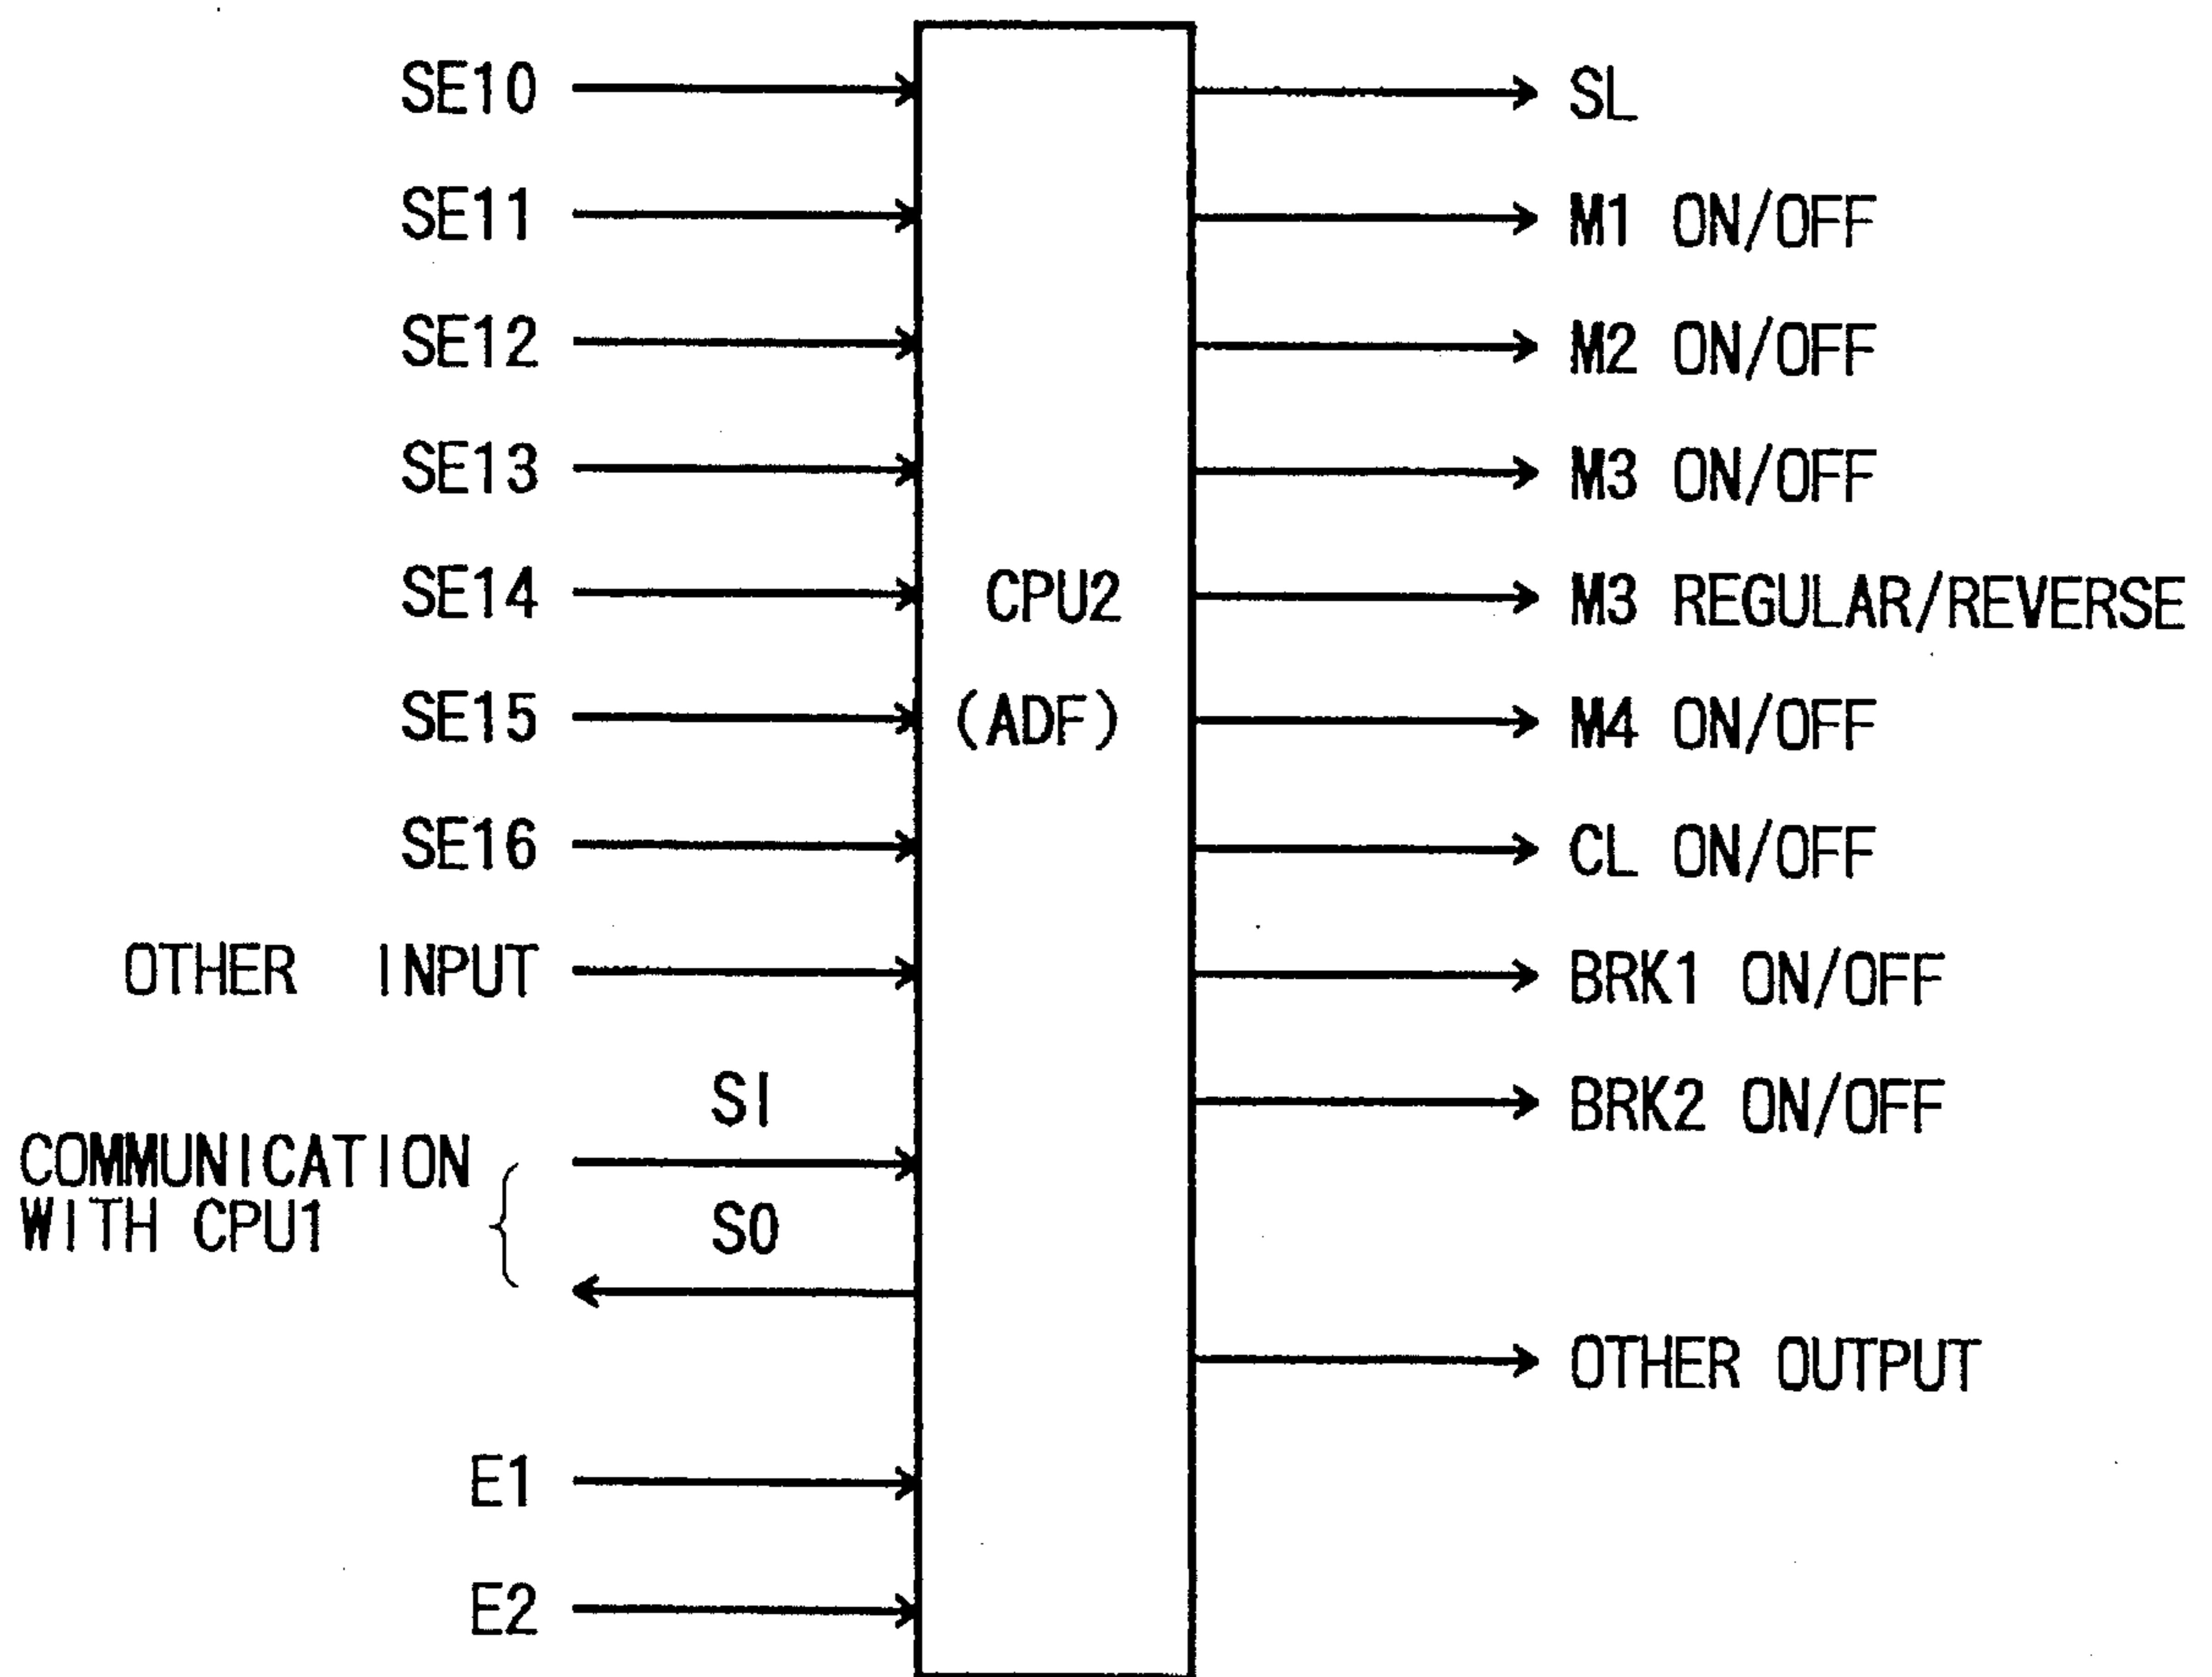 SE10
SE11
SE12
SE13
SE14
SE15
SE16
OTHER INPUT
SI
COMMUNICATION
WITH CPU1
SO
E1
E2
CPU2
(ADF)
SL
M1 ON/OFF
M2 ON/OFF
M3 ON/OFF
M3 REGULAR/REVERSE
M4 ON/OFF
CL ON/OFF
BRK1 ON/OFF
BRK2 ON/OFF
OTHER OUTPUT